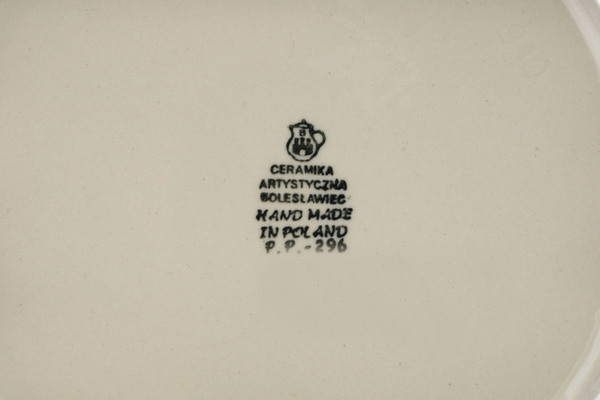 B
CERAMIKA
ARTYSTYCZNA
BOLESŁAWIEC
HAND MADE
IN POLAND
P.P.-296